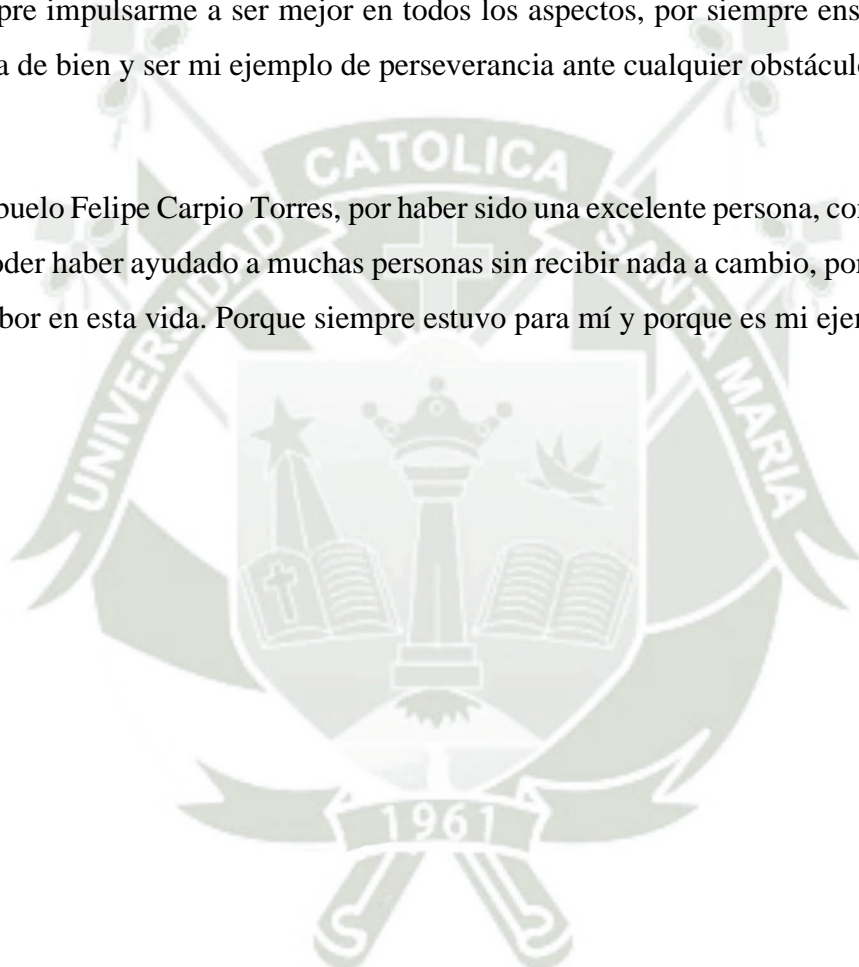 pre impulsarme a ser mejor en todos los aspectos, por siempre ens
a de bien y ser mi ejemplo de perseverancia ante cualquier obstácul
buelo Felipe Carpio Torres, por haber sido una excelente persona, co
oder haber ayudado a muchas personas sin recibir nada a cambio, por
bor en esta vida. Porque siempre estuvo para mí y porque es mi ejer
UNIVERSIDAD CATOLICA SANTA MARIA
1961